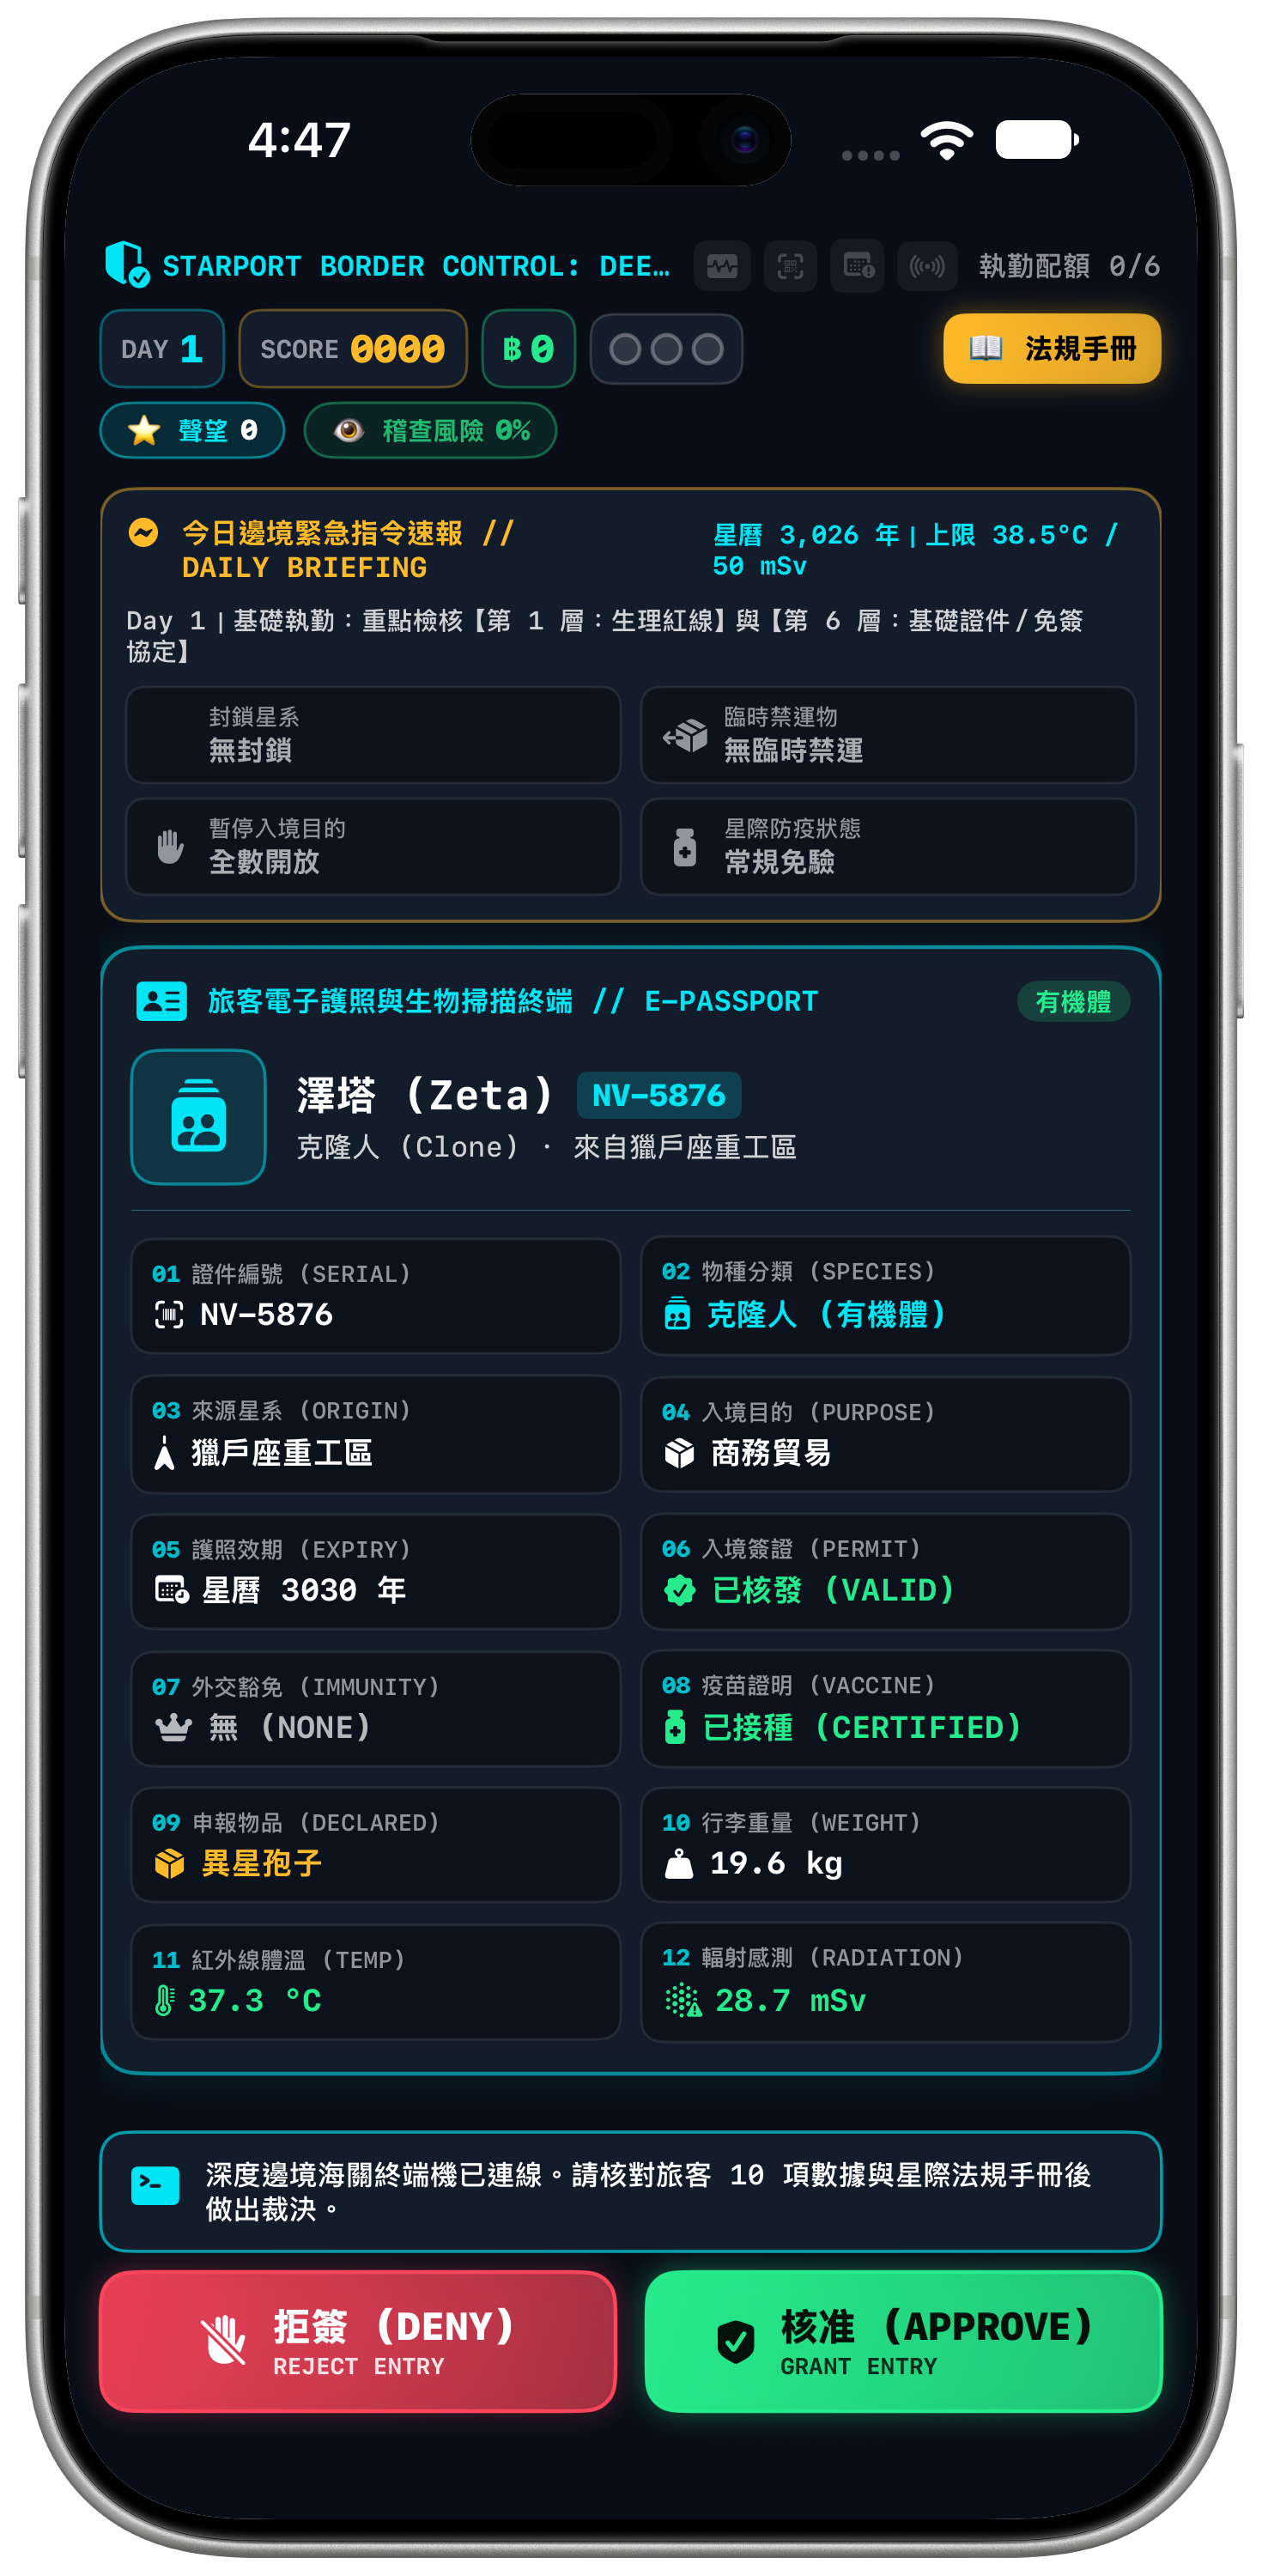 4:47
STARPORT BORDER CONTROL: DEE… 執勤配額 0/6
DAY 1 SCORE 0000 ฿ 0 📖 法規手冊
⭐ 聲望 0 👁 稽查風險 0%
今日邊境緊急指令速報 //
DAILY BRIEFING
星曆 3,026 年|上限 38.5°C /
50 mSv
Day 1|基礎執勤：重點檢核【第 1 層：生理紅線】與【第 6 層：基礎證件/免簽
協定】
封鎖星系
無封鎖
臨時禁運物
無臨時禁運
暫停入境目的
全數開放
星際防疫狀態
常規免驗
旅客電子護照與生物掃描終端 // E-PASSPORT 有機體
澤塔 (Zeta) NV-5876
克隆人 (Clone) · 來自獵戶座重工區
01 證件編號 (SERIAL)
NV-5876
02 物種分類 (SPECIES)
克隆人 (有機體)
03 來源星系 (ORIGIN)
獵戶座重工區
04 入境目的 (PURPOSE)
商務貿易
05 護照效期 (EXPIRY)
星曆 3030 年
06 入境簽證 (PERMIT)
已核發 (VALID)
07 外交豁免 (IMMUNITY)
無 (NONE)
08 疫苗證明 (VACCINE)
已接種 (CERTIFIED)
09 申報物品 (DECLARED)
異星孢子
10 行李重量 (WEIGHT)
19.6 kg
11 紅外線體溫 (TEMP)
37.3 °C
12 輻射感測 (RADIATION)
28.7 mSv
深度邊境海關終端機已連線。請核對旅客 10 項數據與星際法規手冊後
做出裁決。
拒簽 (DENY)
REJECT ENTRY
核准 (APPROVE)
GRANT ENTRY